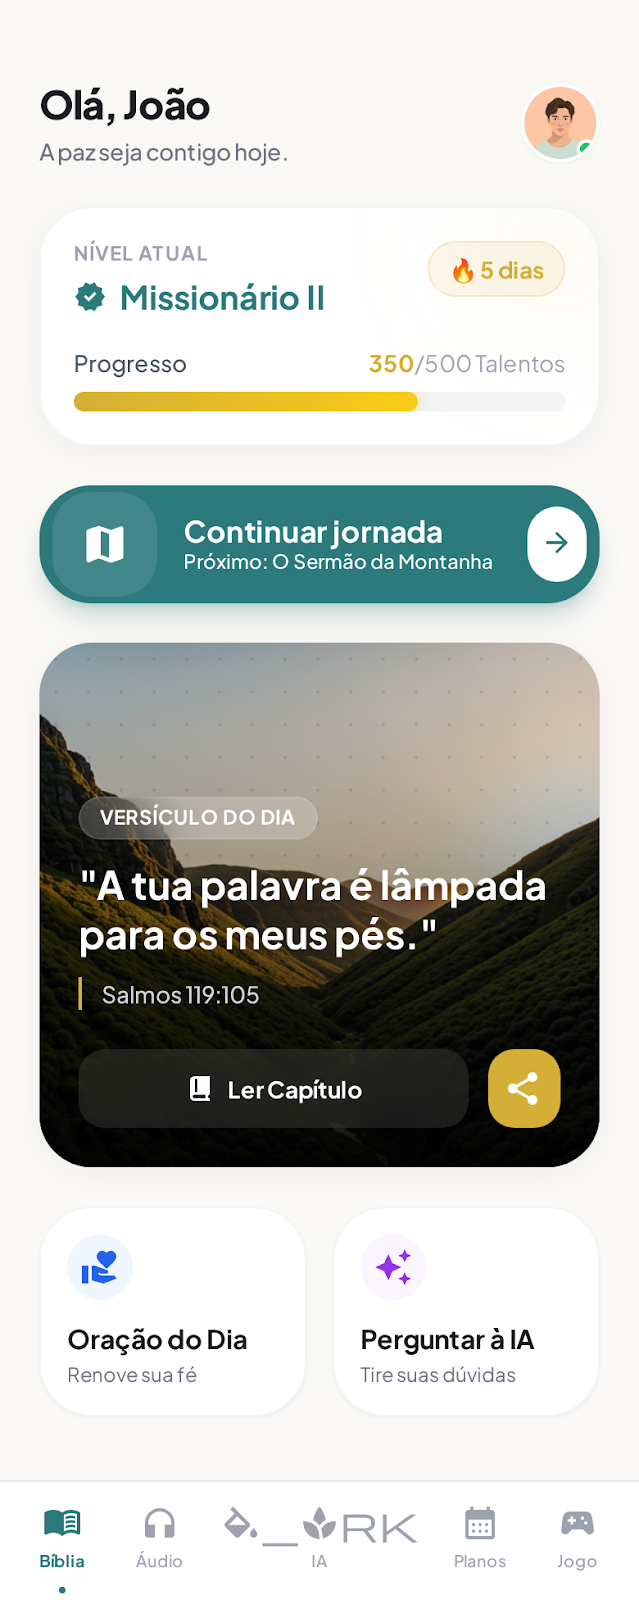 Olá, João
A paz seja contigo hoje.
NÍVEL ATUAL
Missionário II
🔥 5 dias
Progresso
350/500 Talentos
Continuar jornada
Próximo: O Sermão da Montanha
VERSÍCULO DO DIA
"A tua palavra é lâmpada
para os meus pés."
Salmos 119:105
Ler Capítulo
Oração do Dia
Renove sua fé
Perguntar à IA
Tire suas dúvidas
_RK
Bíblia
Áudio
IA
Planos
Jogo